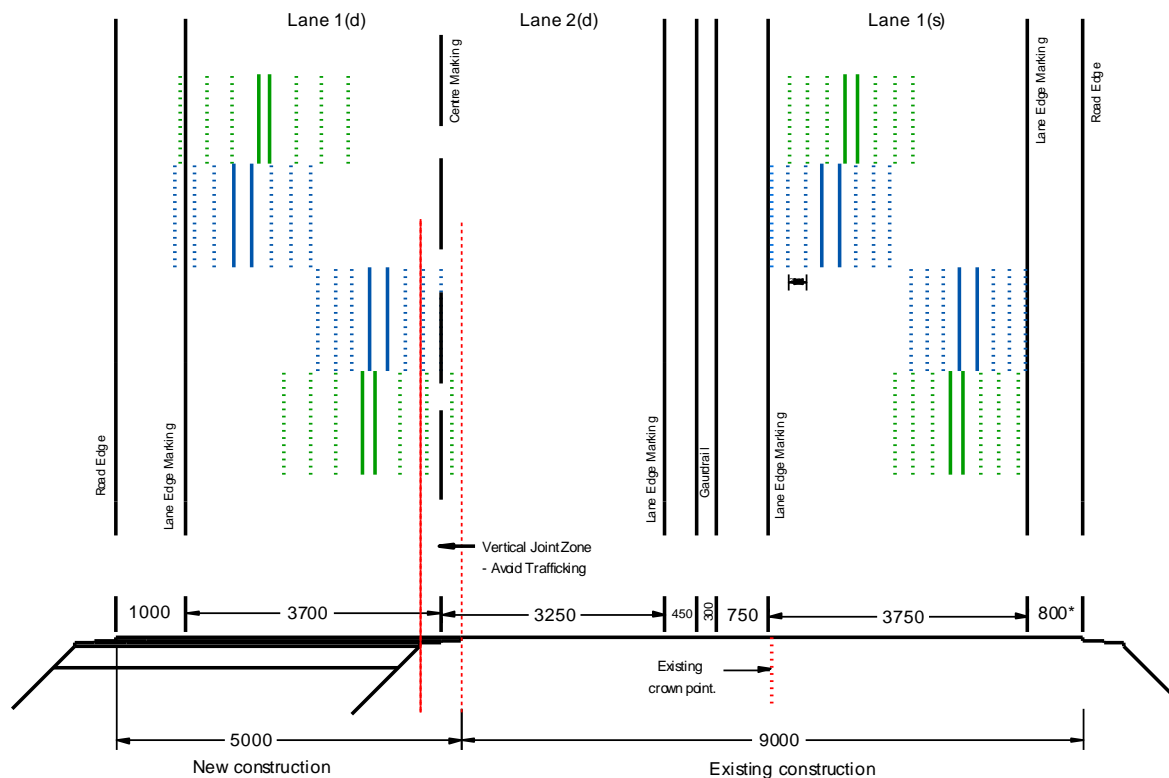 Lane 1(d)
Lane 2(d)
Lane 1(s)
Road Edge
Lane Edge Marking
Centre Marking
Lane Edge Marking
Gaurdrail
Lane Edge Marking
Lane Edge Marking
Road Edge
Vertical Joint Zone
- Avoid Trafficking
1000
3700
3250
450
300
750
3750
800*
Existing
crown point.
5000
9000
New construction
Existing construction